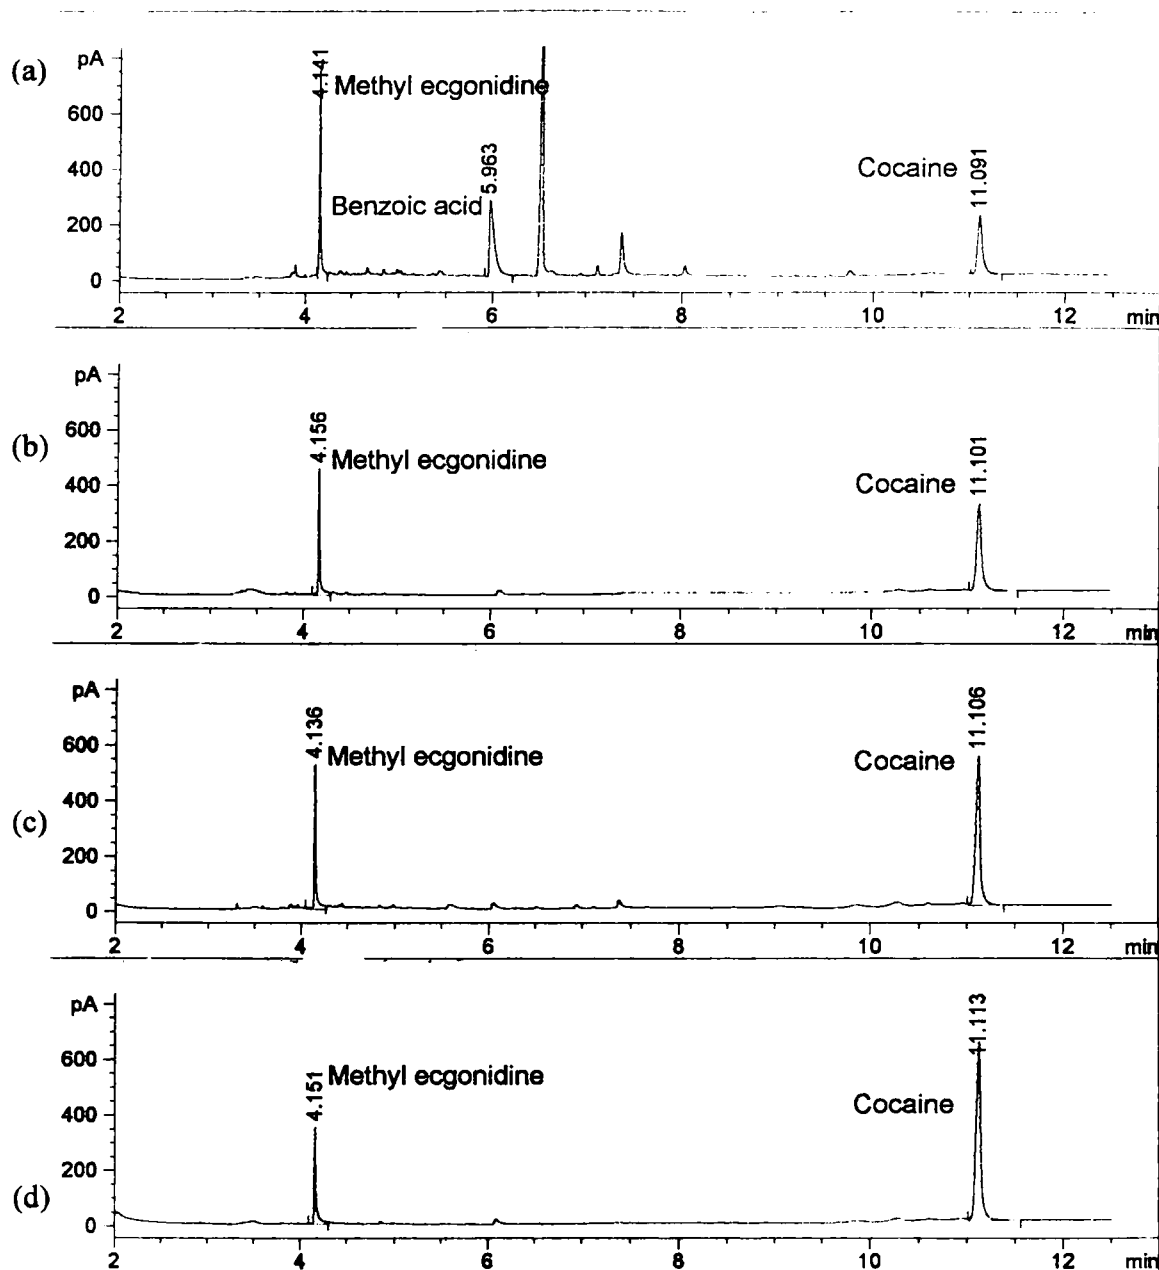 (a)
pA
600
400
200
0
4.141
Methyl ecgonidine
Benzoic acid
5.963
Cocaine
11.091
2 4 6 8 10 12 min
(b)
pA
600
400
200
0
4.156
Methyl ecgonidine
Cocaine
11.101
2 4 6 8 10 12 min
(c)
pA
600
400
200
0
4.136
Methyl ecgonidine
Cocaine
11.106
2 4 6 8 10 12 min
(d)
pA
600
400
200
0
4.151
Methyl ecgonidine
Cocaine
11.113
2 4 6 8 10 12 min